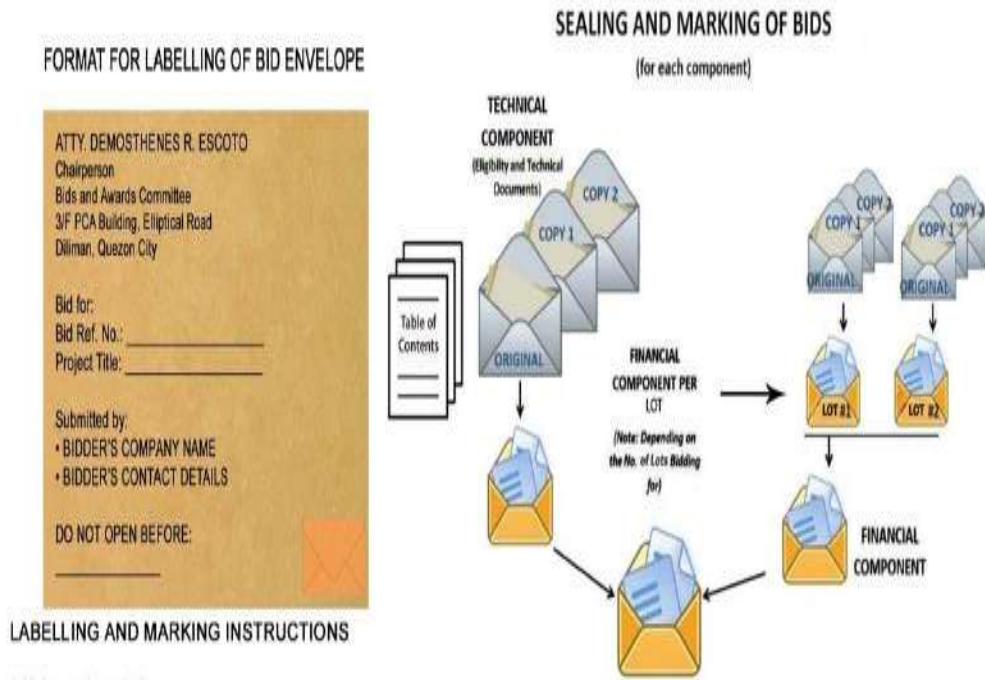 FORMAT FOR LABELLING OF BID ENVELOPE
ATTY. DEMOSTHENES R. ESCOTO
Chairperson
Bids and Awards Committee
3/F PCA Building, Elliptical Road
Diliman, Quezon City
Bid for:
Bid Ref. No.:
Project Title:
Submitted by:
• BIDDER'S COMPANY NAME
• BIDDER'S CONTACT DETAILS
DO NOT OPEN BEFORE:
LABELLING AND MARKING INSTRUCTIONS
SEALING AND MARKING OF BIDS
(for each component)
TECHNICAL
COMPONENT
(Eligibility and Technical
Documents)
COPY 2
COPY 1
ORIGINAL
Table of
Contents
FINANCIAL
COMPONENT PER
LOT
(Note: Depending on
the No. of Lots Bidding
for)
COPY 2
COPY 1
ORIGINAL
COPY 2
COPY 1
ORIGINAL
LOT #1
LOT #2
FINANCIAL
COMPONENT